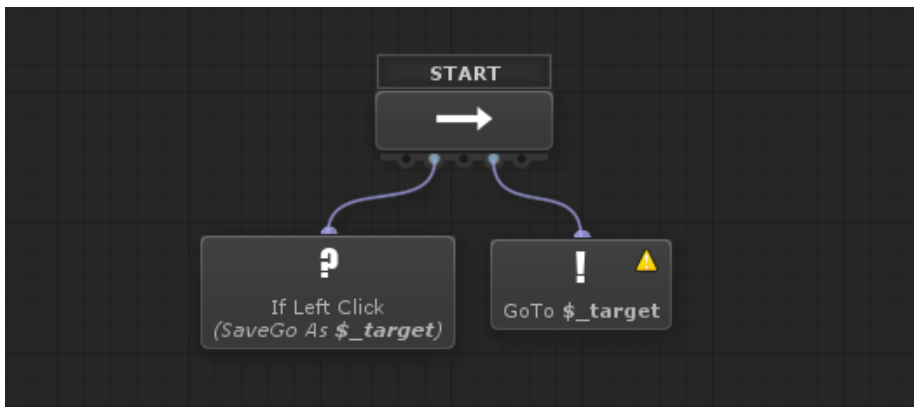 START
If Left Click
(SaveGo As $_target)
GoTo $_target